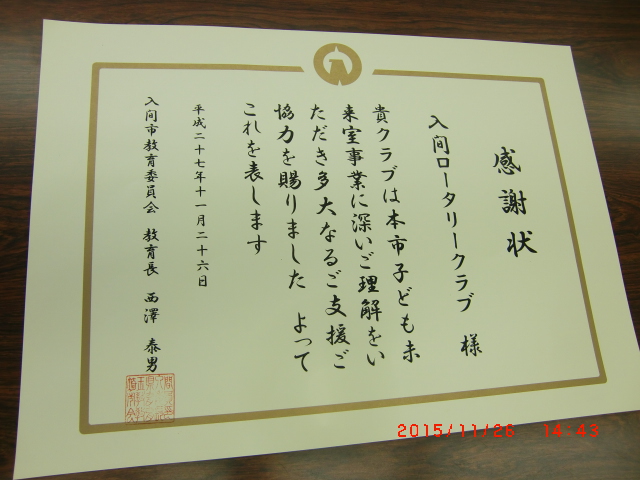 感謝状
入間ロータリークラブ 様
貴クラブは本市子ども未
来室事業に深いご理解をい
ただき多大なるご支援ご
協力を賜りました よって
これを表します
平成二十七年十一月二十六日
入間市教育委員会 教育長 西澤 泰男
2015/11/26 14:43